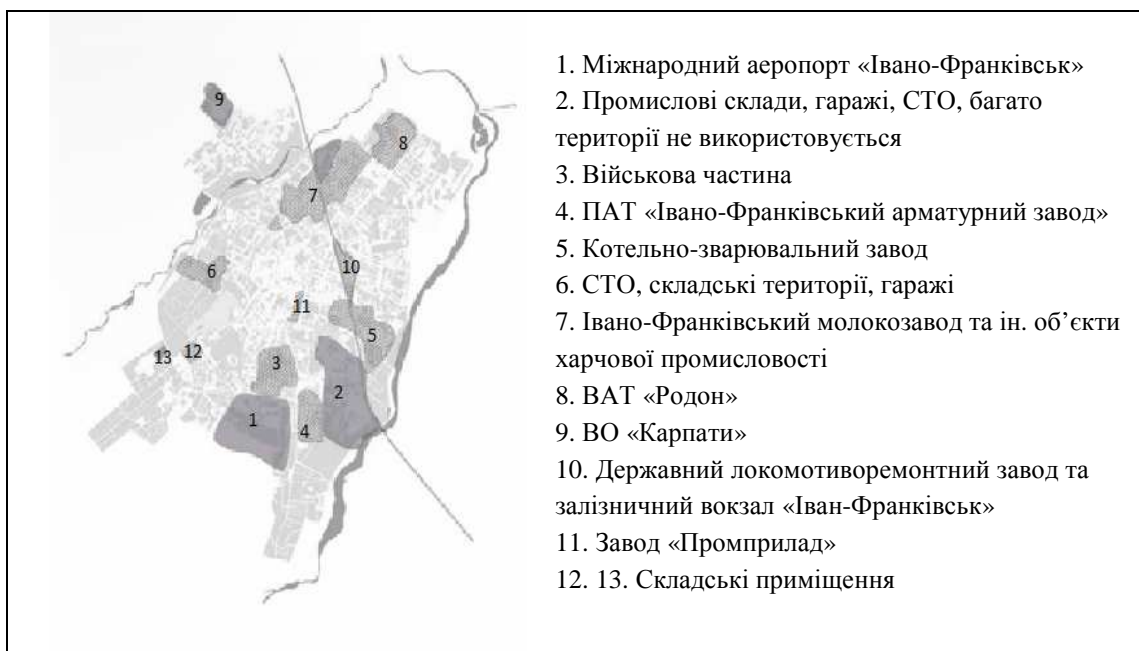 1. Міжнародний аеропорт «Івано-Франківськ»
2. Промислові склади, гаражі, СТО, багато
території не використовується
3. Військова частина
4. ПАТ «Івано-Франківський арматурний завод»
5. Котельно-зварювальний завод
6. СТО, складські території, гаражі
7. Івано-Франківський молокозавод та ін. об’єкти
харчової промисловості
8. ВАТ «Родон»
9. ВО «Карпати»
10. Державний локомотиворемонтний завод та
залізничний вокзал «Іван-Франківськ»
11. Завод «Промприлад»
12. 13. Складські приміщення
9
8
7
6
10
11
5
13
12
3
2
1
4